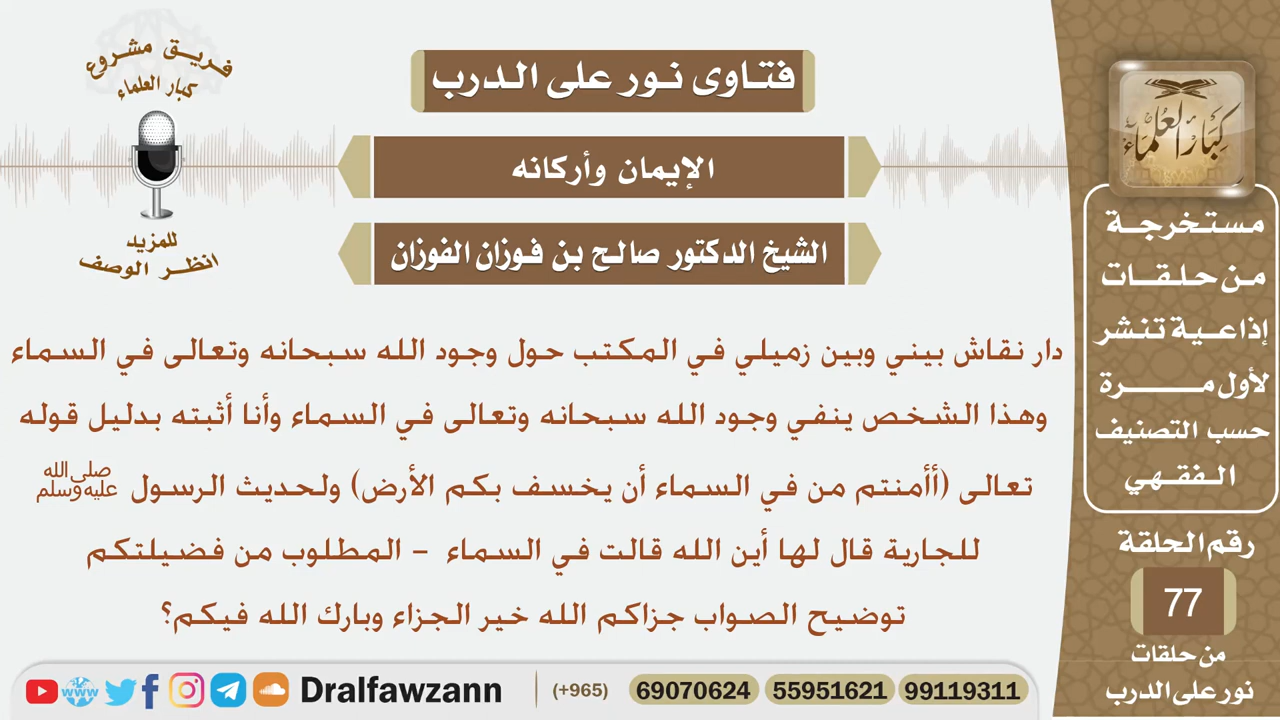 فريق مشروع
كبار العلماء
للمزيد
انظر الوصف
فتاوى نور على الدرب
الإيمان وأركانه
الشيخ الدكتور صالح بن فوزان الفوزان
دار نقاش بيني وبين زميلي في المكتب حول وجود الله سبحانه وتعالى في السماء
وهذا الشخص ينفي وجود الله سبحانه وتعالى في السماء وأنا أثبته بدليل قوله
تعالى (أأمنتم من في السماء أن يخسف بكم الأرض) ولحديث الرسول صلى الله عليه وسلم
للجارية قال لها أين الله قالت في السماء – المطلوب من فضيلتكم
توضيح الصواب جزاكم الله خير الجزاء وبارك الله فيكم؟
كبار العلماء
مستخرجة
من حلقات
إذاعية تنشر
لأول مرة
حسب التصنيف
الفقهي
رقم الحلقة
77
من حلقات
نور على الدرب
www Dralfawzann (+965) 69070624 55951621 99119311